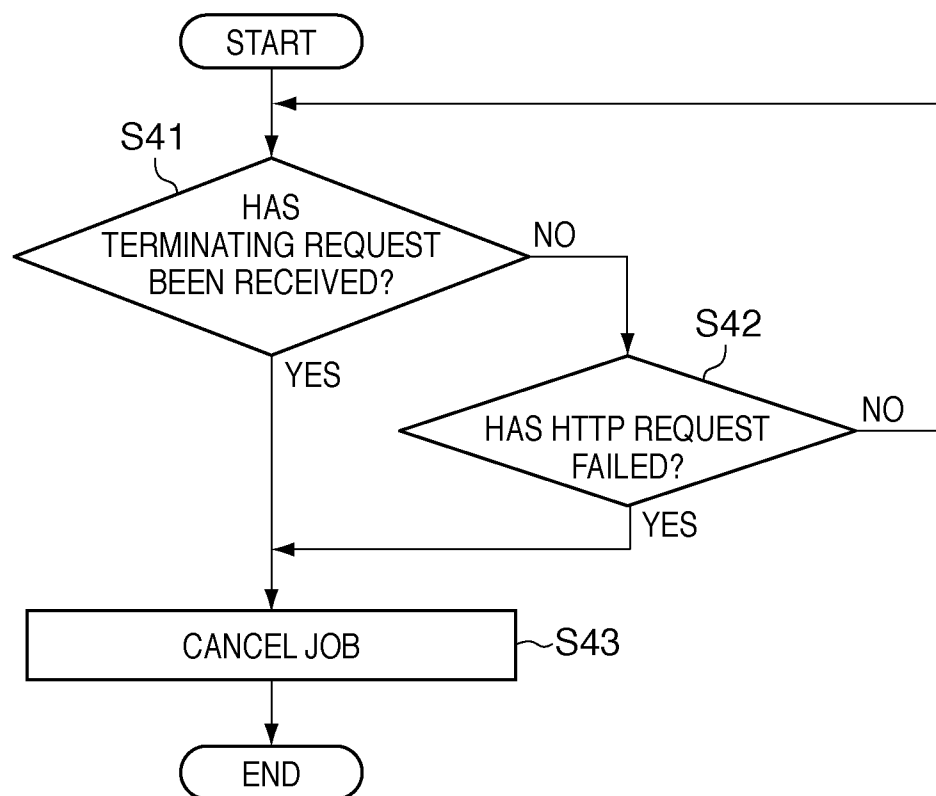 START
S41
HAS
TERMINATING REQUEST
BEEN RECEIVED?
NO
YES
S42
HAS HTTP REQUEST
FAILED?
NO
YES
CANCEL JOB
S43
END